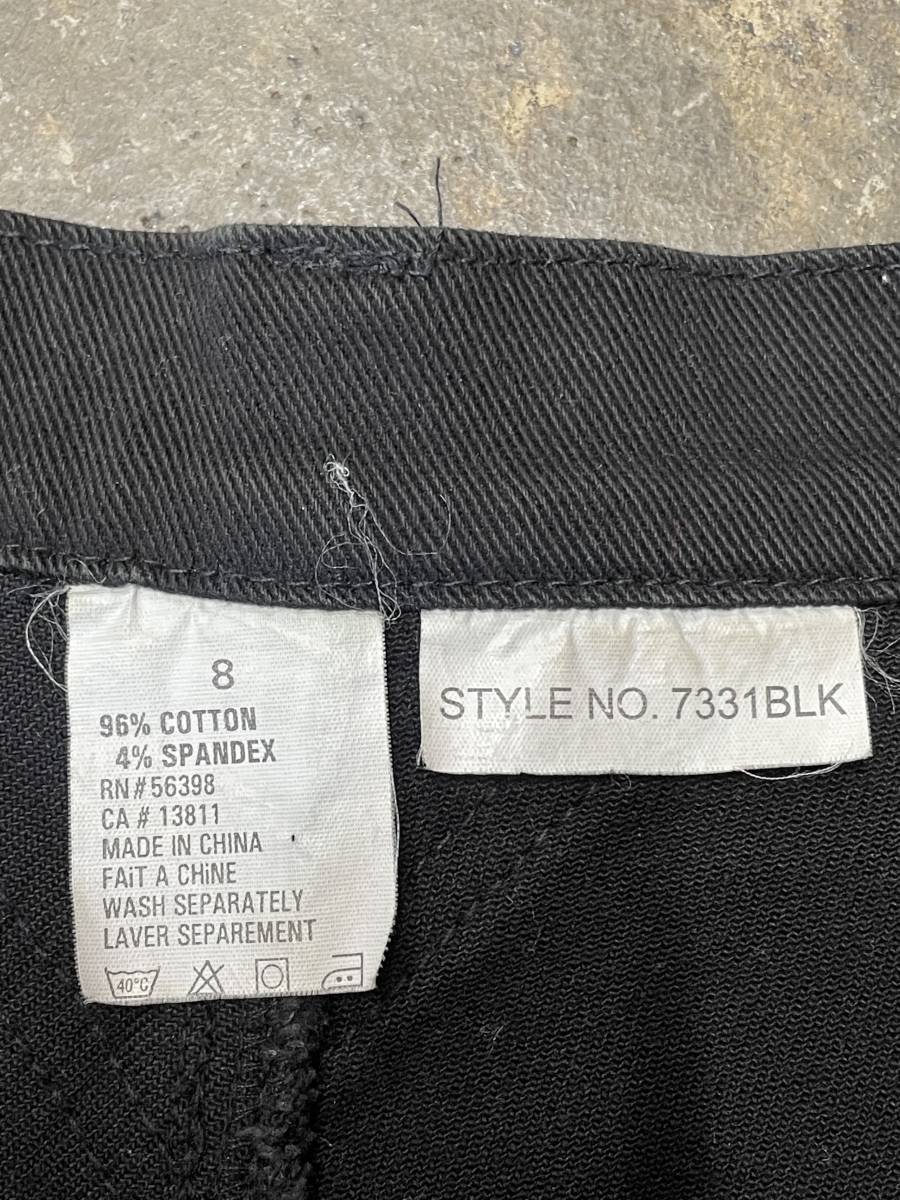 8
96% COTTON
4% SPANDEX
RN#56398
CA # 13811
MADE IN CHINA
FAiT A CHiNE
WASH SEPARATELY
LAVER SEPAREMENT
40°C
STYLE NO. 7331BLK